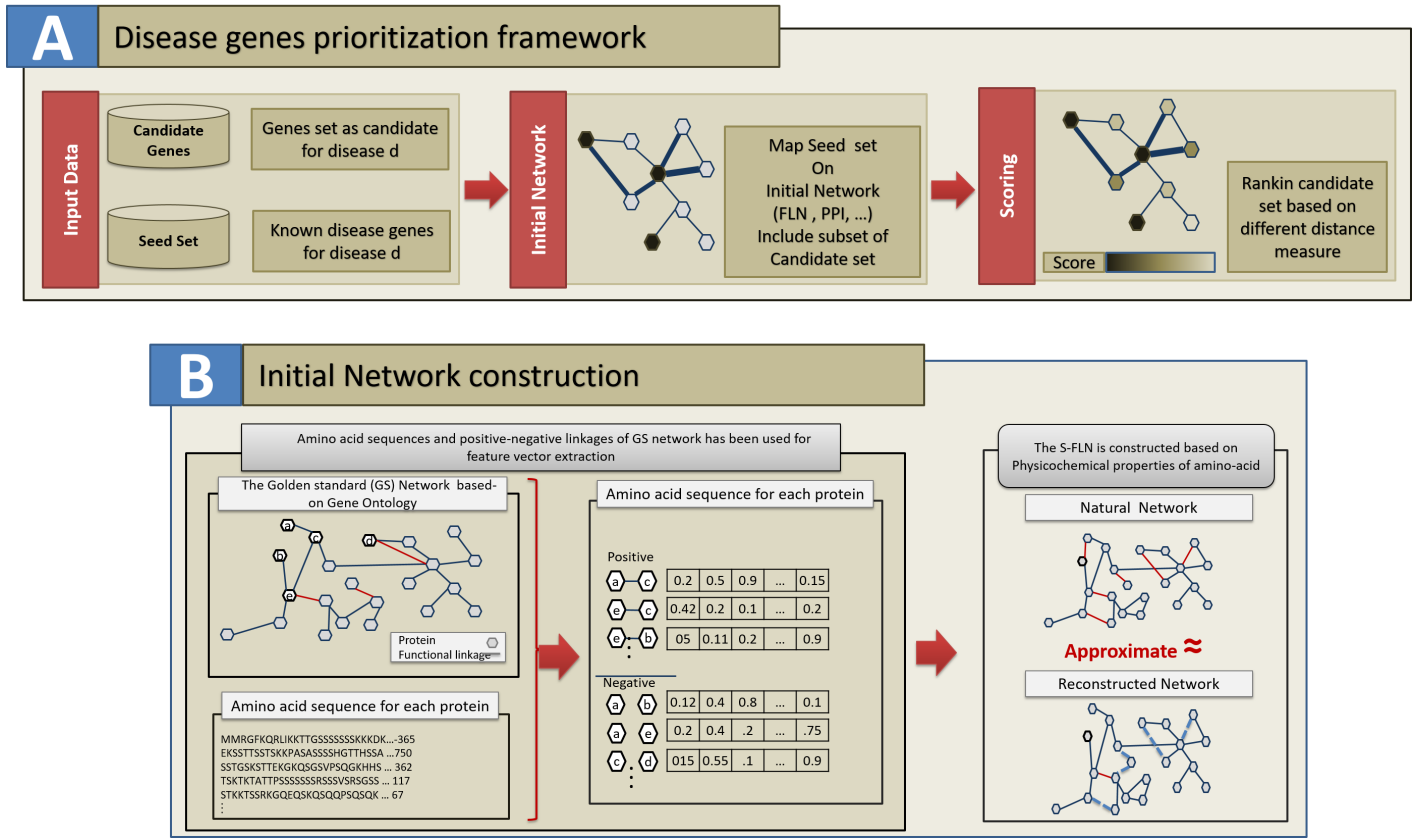 A
Disease genes prioritization framework
Input Data
Candidate
Genes
Genes set as candidate
for disease d
Seed Set
Known disease genes
for disease d
Initial Network
Map Seed set
On
Initial Network
(FLN , PPI, ...)
Include subset of
Candidate set
Scoring
Score
Rankin candidate
set based on
different distance
measure
B
Initial Network construction
Amino acid sequences and positive-negative linkages of GS network has been used for
feature vector extraction
The Golden standard (GS) Network based-
on Gene Ontology
a
c
b
d
e
Protein
Functional linkage
Amino acid sequence for each protein
MMRGFKQRLIKKTTGSSSSSSSKKKDK...-365
EKSSTTSSTSKKPASASSSSHGTTHSSA ...750
SSTGSKSTTEKGKQSGSVPSQGKHHS ... 362
TSKTKTATTPSSSSSSSRSSSVSRSGSS ... 117
STKKTSSRKGQEQSKQSQQPSQSQK ... 67
⋮
Amino acid sequence for each protein
Positive
a c 0.2 0.5 0.9 ... 0.15
e c 0.42 0.2 0.1 ... 0.2
e b 05 0.11 0.2 ... 0.9
⋮
Negative
a b 0.12 0.4 0.8 ... 0.1
a e 0.2 0.4 .2 ... .75
c d 015 0.55 .1 ... 0.9
⋮
The S-FLN is constructed based on
Physicochemical properties of amino-acid
Natural Network
Approximate ≈
Reconstructed Network